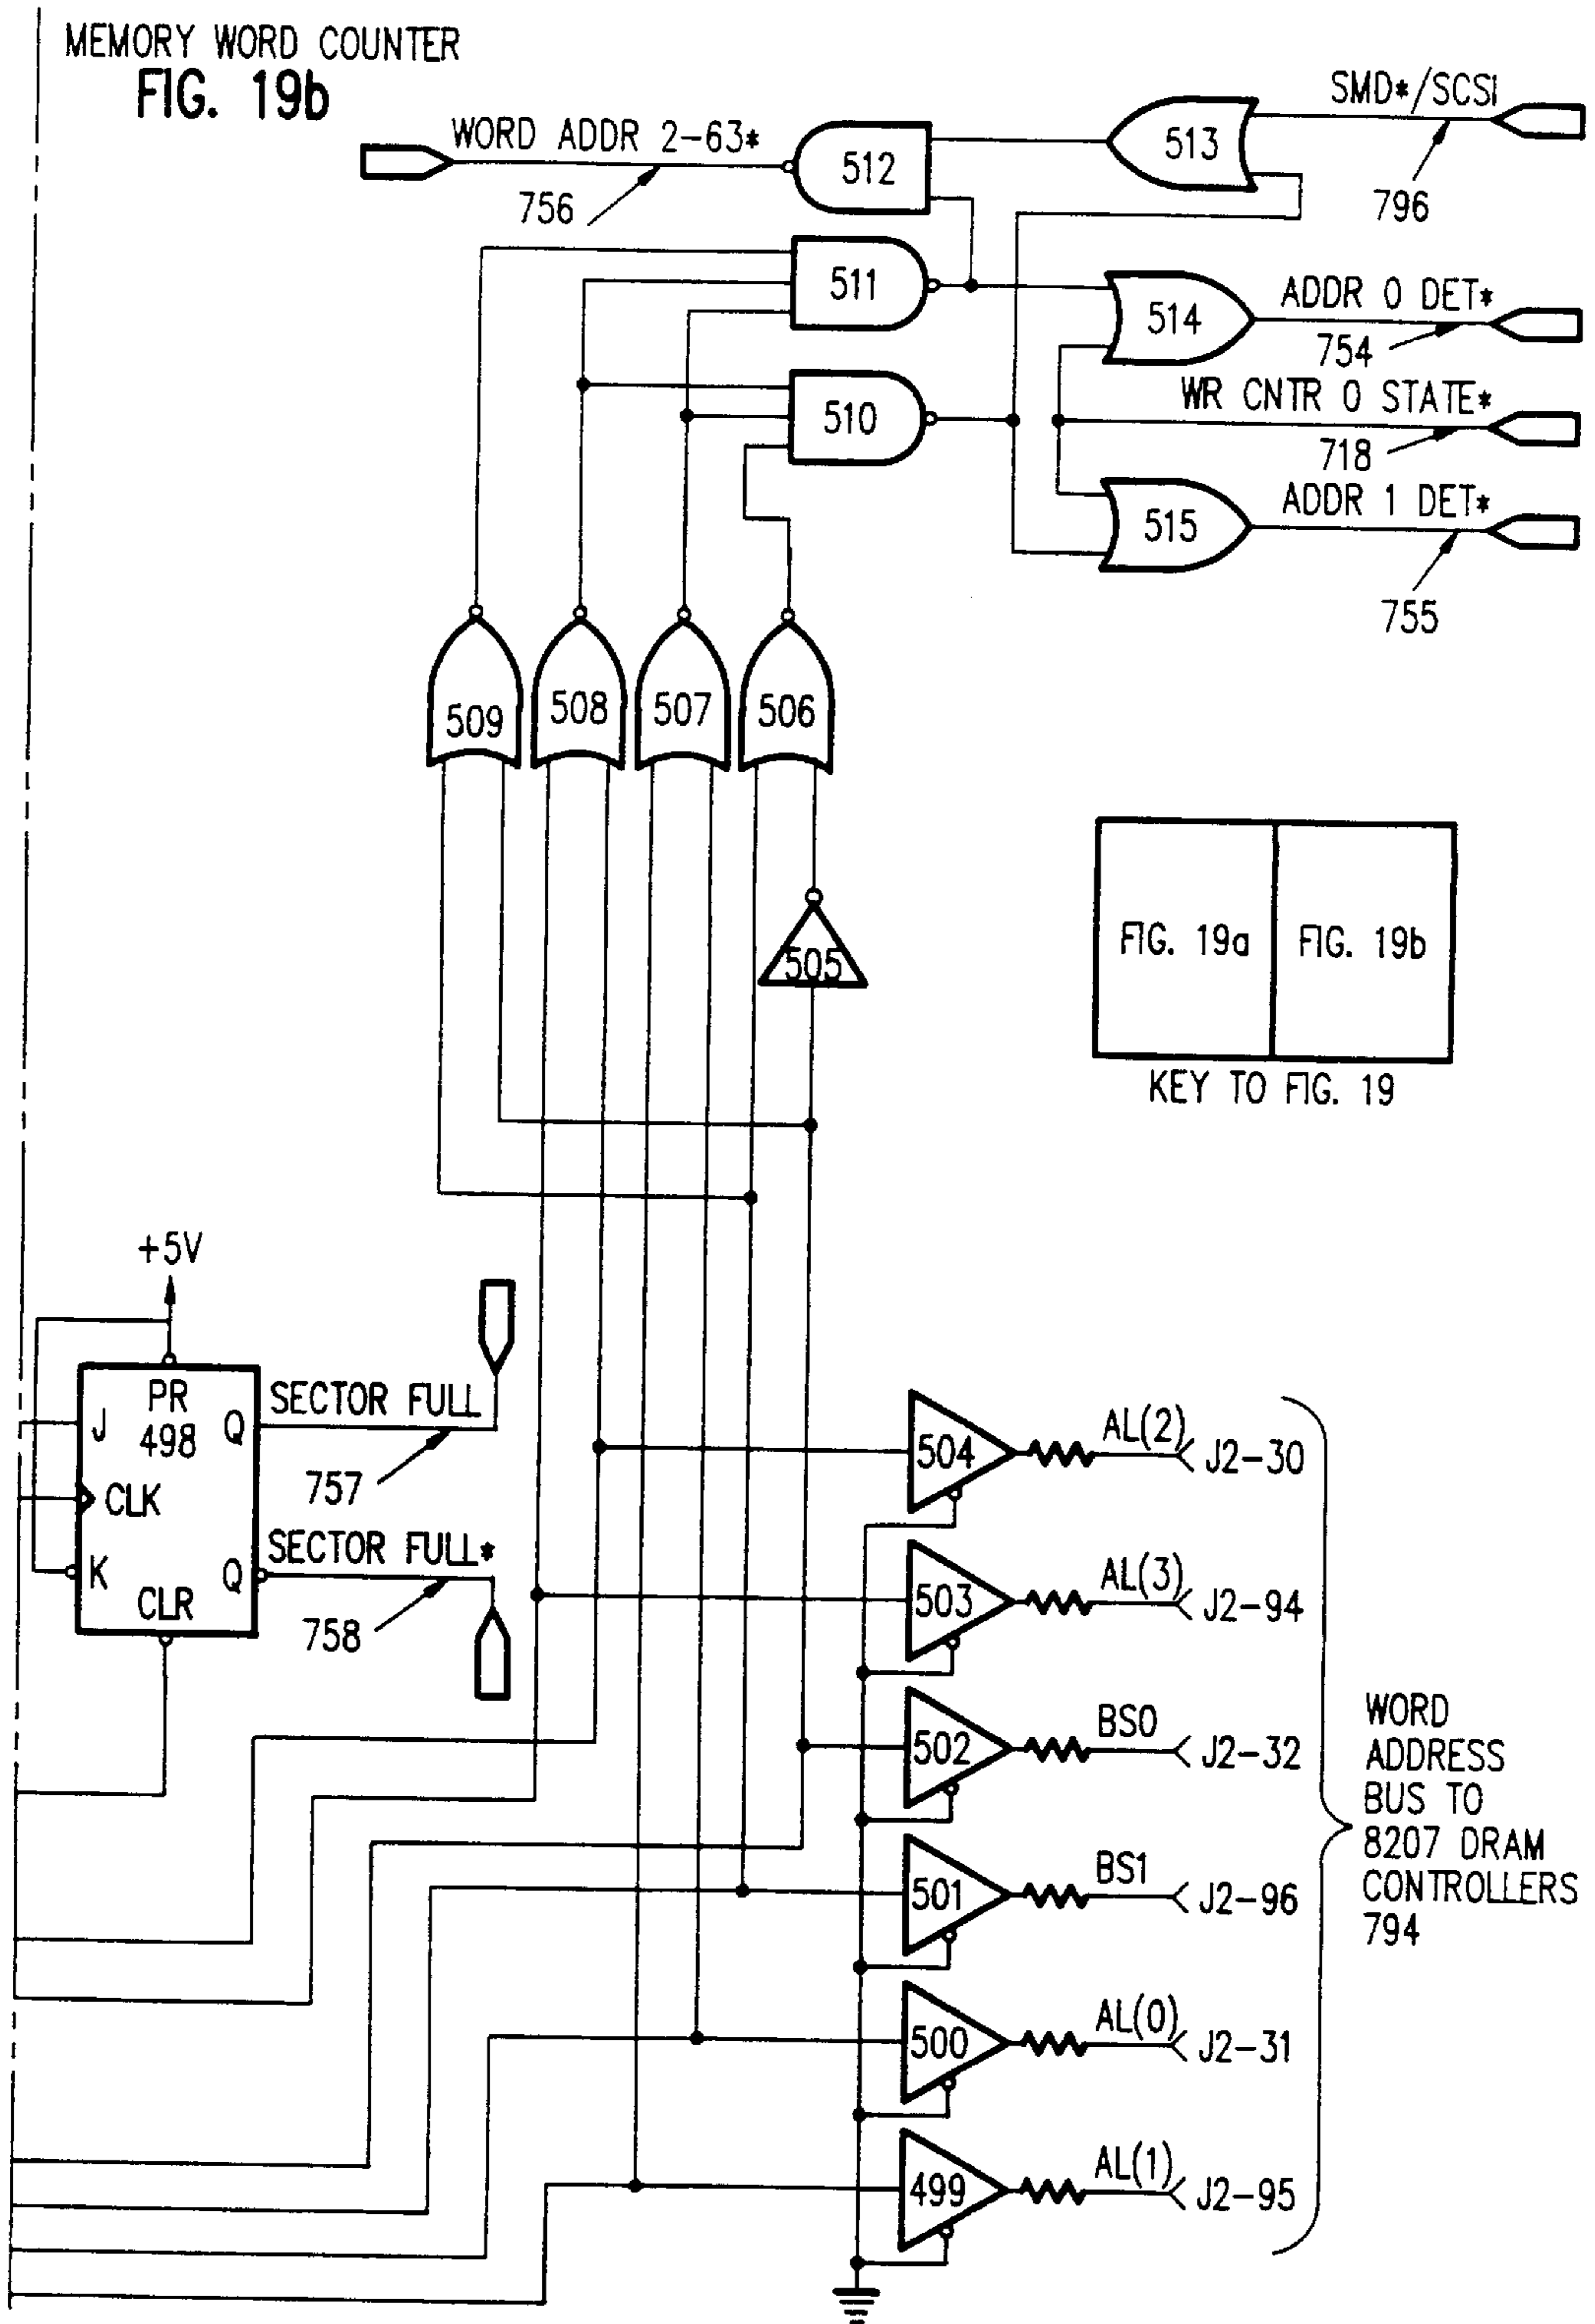 MEMORY WORD COUNTER
FIG. 19b
SMD*/SCSI
796
WORD ADDR 2-63*
756
512
513
511
514
ADDR 0 DET*
754
510
WR CNTR 0 STATE*
718
515
ADDR 1 DET*
755
509
508
507
506
505
FIG. 19a
FIG. 19b
KEY TO FIG. 19
+5V
PR
498
J
Q
CLK
K
Q
CLR
SECTOR FULL
757
SECTOR FULL*
758
504
AL(2)
J2-30
503
AL(3)
J2-94
502
BS0
J2-32
501
BS1
J2-96
500
AL(0)
J2-31
499
AL(1)
J2-95
WORD
ADDRESS
BUS TO
8207 DRAM
CONTROLLERS
794